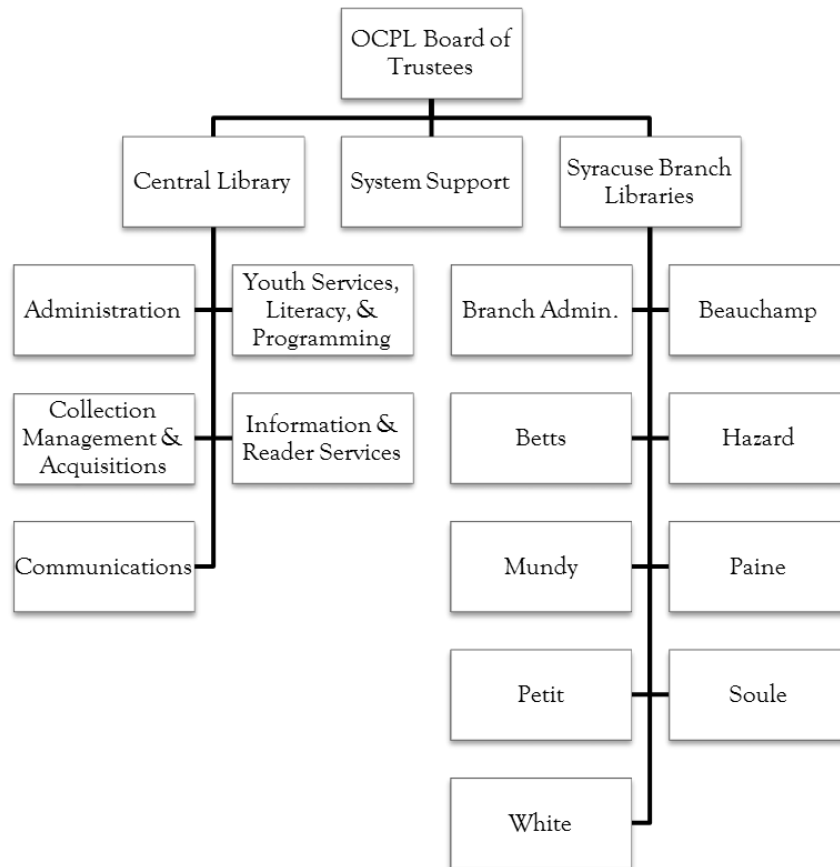 OCPL Board of
Trustees
Central Library
System Support
Syracuse Branch
Libraries
Administration
Youth Services,
Literacy, &
Programming
Collection
Management &
Acquisitions
Information &
Reader Services
Communications
Branch Admin.
Beauchamp
Betts
Hazard
Mundy
Paine
Petit
Soule
White